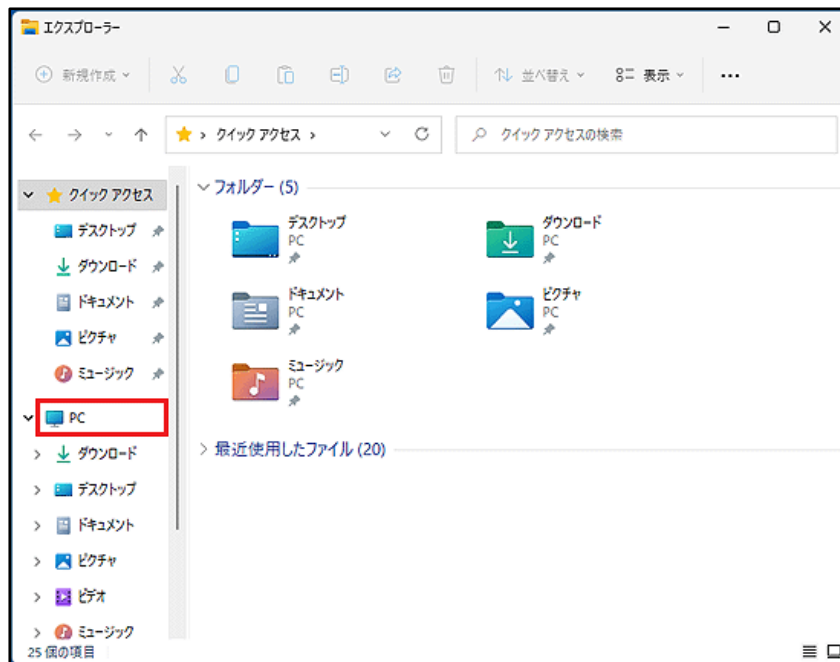 エクスプローラー
新規作成
並べ替え
表示
クイック アクセス
クイック アクセスの検索
クイック アクセス
デスクトップ
ダウンロード
ドキュメント
ピクチャ
ミュージック
PC
ダウンロード
デスクトップ
ドキュメント
ピクチャ
ビデオ
ミュージック
フォルダー (5)
デスクトップ
PC
ダウンロード
PC
ドキュメント
PC
ピクチャ
PC
ミュージック
PC
最近使用したファイル (20)
25 個の項目